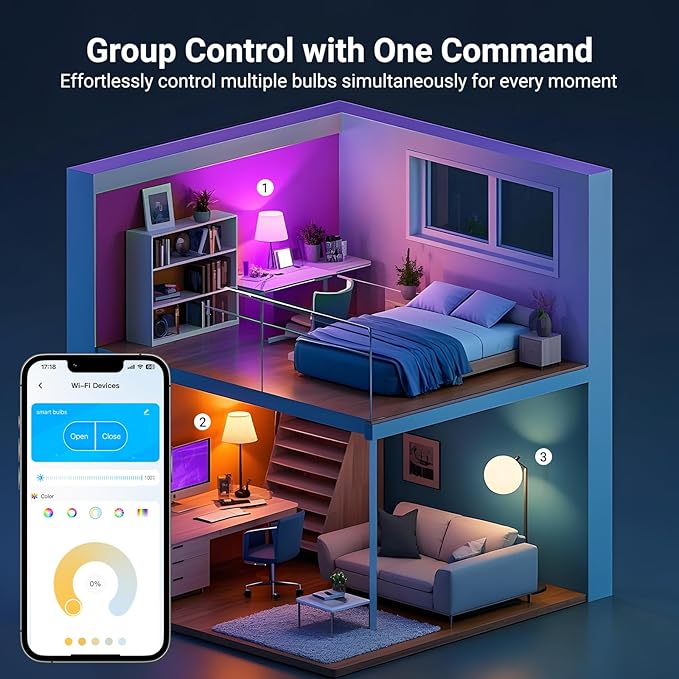 Group Control with One Command
Effortlessly control multiple bulbs simultaneously for every moment
1
17:18
Wi-Fi Devices
smart bulbs
Open
Close
100%
Color
0%
2
3